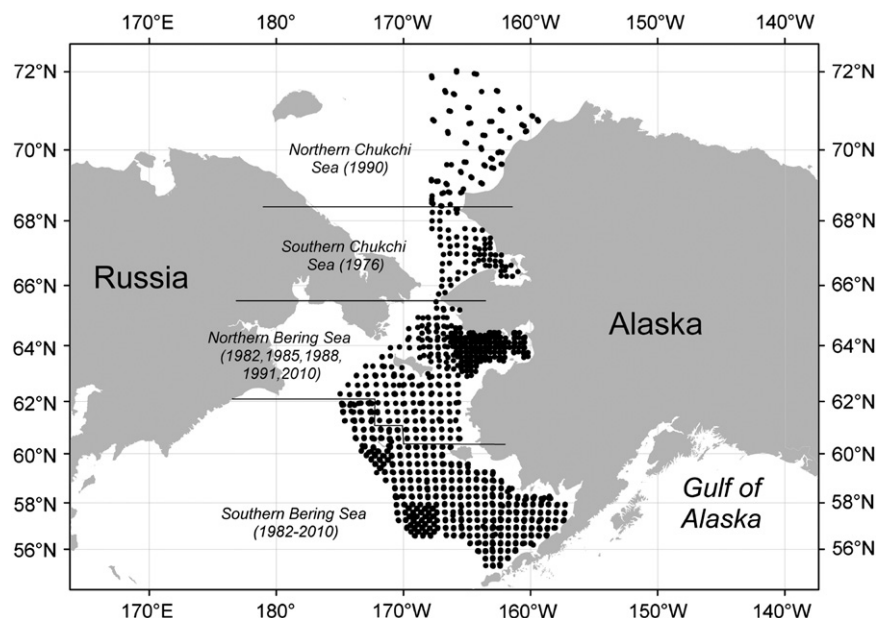 170°E 180° 170°W 160°W 150°W 140°W
72°N 72°N
70°N 70°N
Northern Chukchi
Sea (1990)
68°N 68°N
Southern Chukchi
Sea (1976)
Russia
66°N 66°N
Alaska
Northern Bering Sea
(1982,1985,1988,
1991,2010)
64°N 64°N
62°N 62°N
60°N 60°N
Gulf of
Alaska
58°N 58°N
Southern Bering Sea
(1982-2010)
56°N 56°N
170°E 180° 170°W 160°W 150°W 140°W